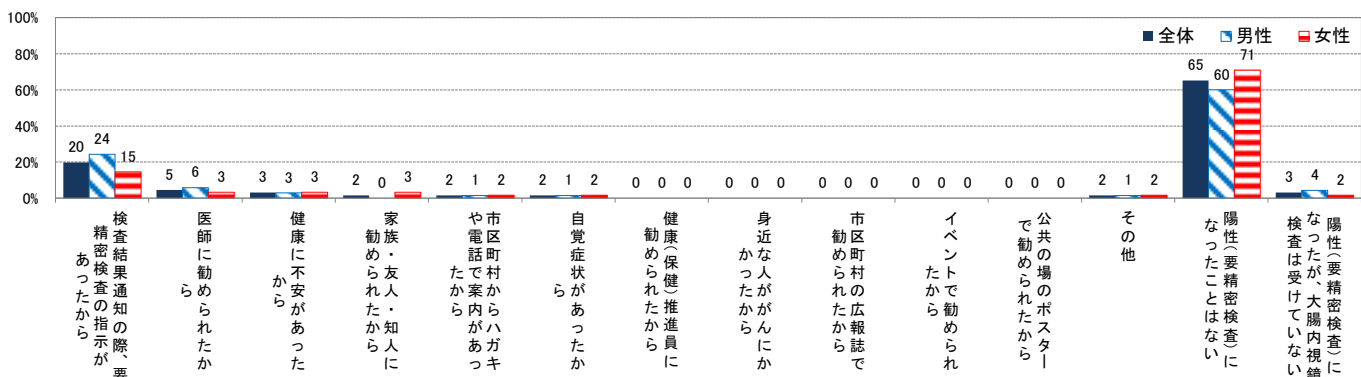 100%
80%
60%
40%
20%
0%
全体 男性 女性
20 24 15
5 6 3
3 3 3
2 0 3
2 1 2
2 1 2
0 0 0
0 0 0
0 0 0
0 0 0
0 0 0
2 1 2
65 60 71
3 4 2
検査結果通知の際、要
精密検査の指示が
あったから
医師に勧められたか
ら
健康に不安があった
から
家族・友人・知人に
勧められたから
市区町村からハガキ
や電話で案内があっ
たから
自覚症状があったか
ら
健康(保健)推進員に
勧められたから
身近な人ががんにか
かったから
市区町村の広報誌で
勧められたから
イベントで勧められ
たから
公共の場のポスター
で勧められたから
その他
陽性(要精密検査)に
なったことはない
陽性(要精密検査)に
なったが、大腸内視鏡
検査は受けていない